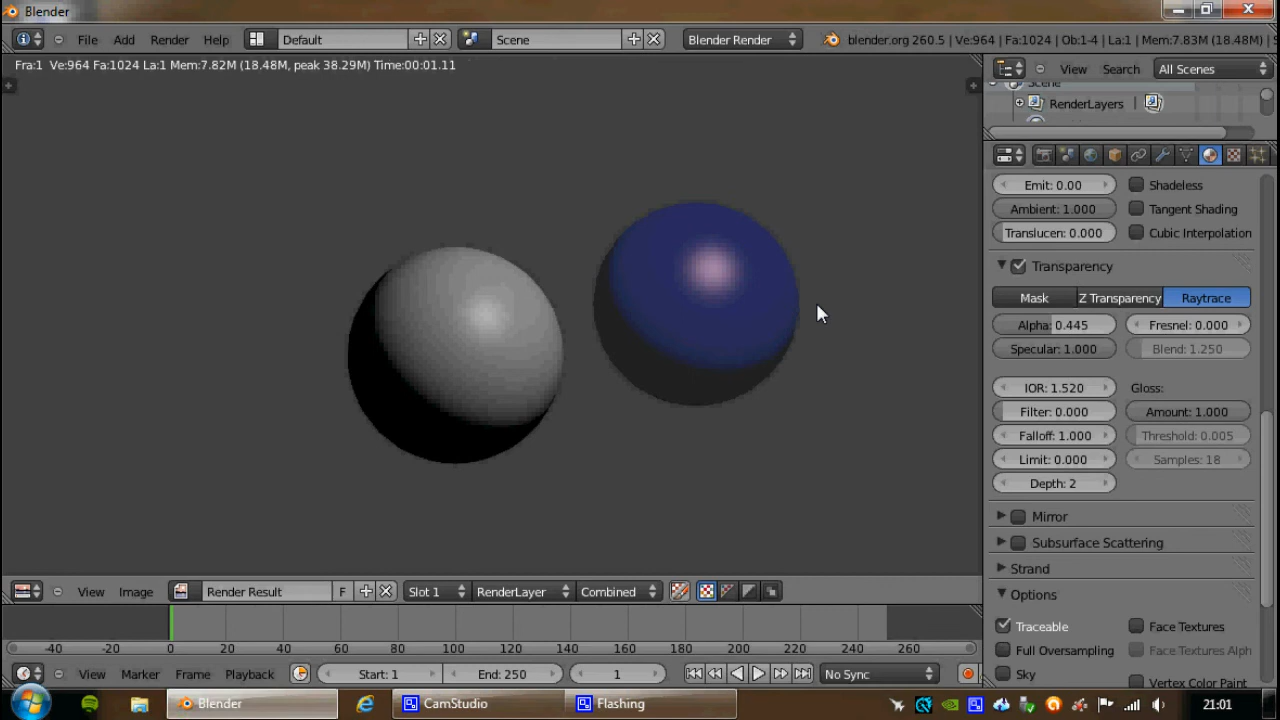 Blender
File Add Render Help Default Scene Blender Render blender.org 260.5 | Ve:964 | Fa:1024 | Ob:1-4 | La:1 | Mem:7.83M (18.48M) |
Fra:1 Ve:964 Fa:1024 La:1 Mem:7.82M (18.48M, peak 38.29M) Time:00:01.11
View Search All Scenes
Scene
RenderLayers |
Emit: 0.00 Shadeless
Ambient: 1.000 Tangent Shading
Translucen: 0.000 Cubic Interpolation
Transparency
Mask Z Transparency Raytrace
Alpha: 0.445 Fresnel: 0.000
Specular: 1.000 Blend: 1.250
IOR: 1.520 Gloss:
Filter: 0.000 Amount: 1.000
Falloff: 1.000 Threshold: 0.005
Limit: 0.000 Samples: 18
Depth: 2
Mirror
Subsurface Scattering
Strand
Options
Traceable Face Textures
Full Oversampling Face Textures Alph
Sky Vertex Color Paint
View Image Render Result F Slot 1 RenderLayer Combined
-40 -20 0 20 40 60 80 100 120 140 160 180 200 220 240 260
View Marker Frame Playback Start: 1 End: 250 1 No Sync
Blender CamStudio Flashing 21:01